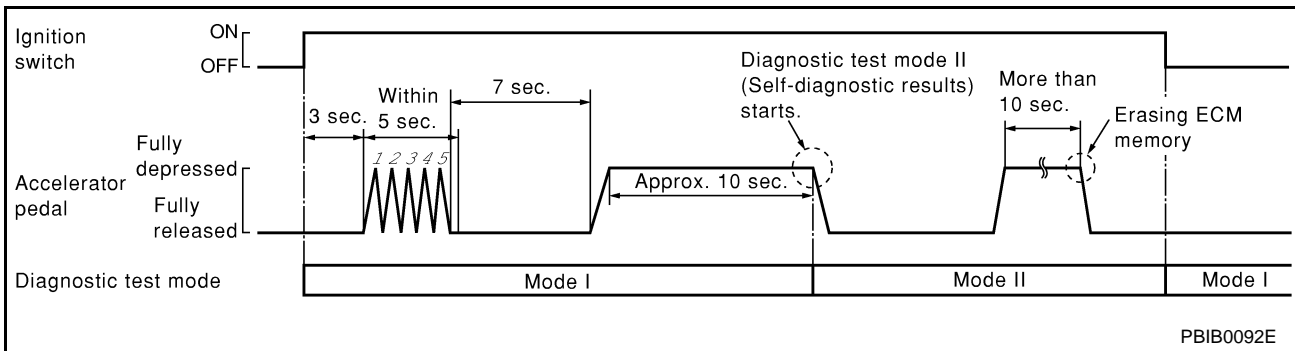 Ignition
switch
ON
OFF
3 sec.
Within
5 sec.
7 sec.
Diagnostic test mode II
(Self-diagnostic results)
starts.
More than
10 sec.
Erasing ECM
memory
Accelerator
pedal
Fully
depressed
Fully
released
1 2 3 4 5
Approx. 10 sec.
Diagnostic test mode
Mode I
Mode II
Mode I
PBIB0092E